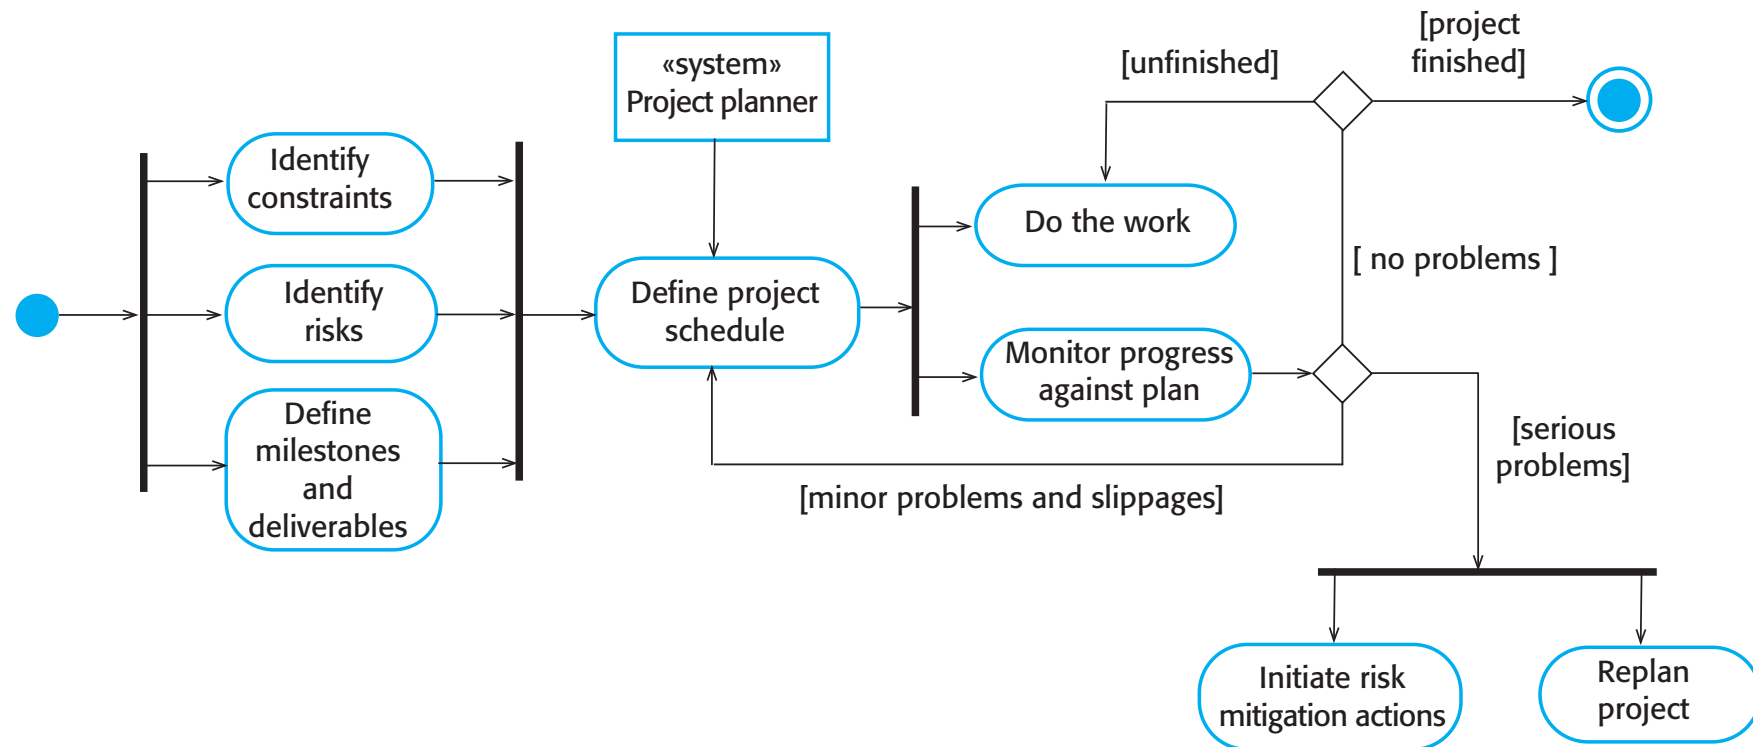 «system»
Project planner
[project
finished]
[unfinished]
Identify
constraints
Do the work
[ no problems ]
Identify
risks
Define project
schedule
Monitor progress
against plan
Define
milestones
and
deliverables
[minor problems and slippages]
[serious
problems]
Initiate risk
mitigation actions
Replan
project